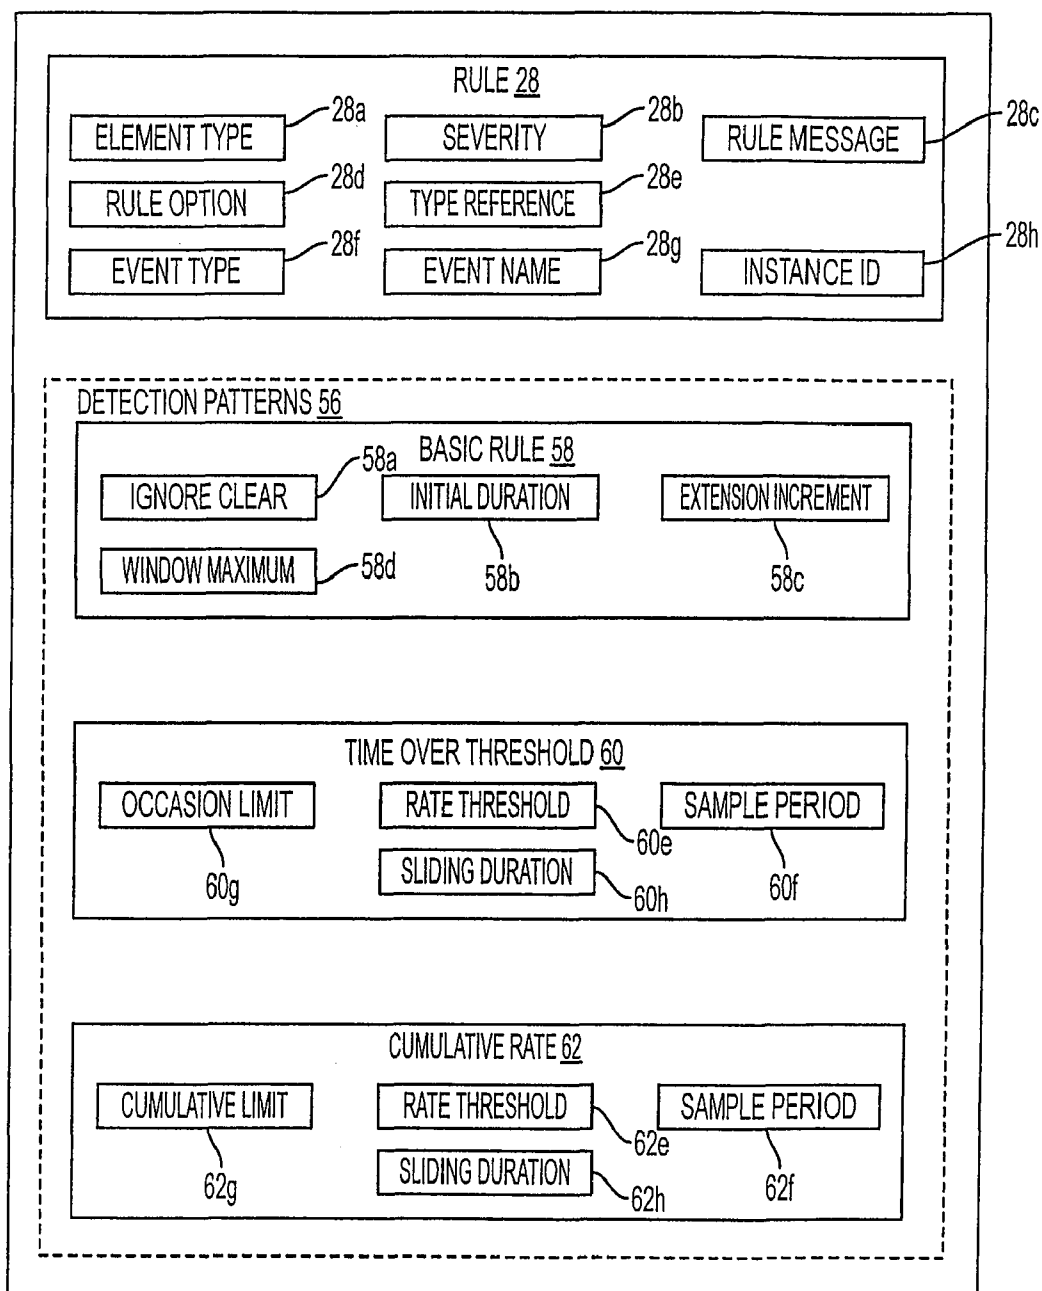 RULE 28
28a
28b
28c
ELEMENT TYPE
SEVERITY
RULE MESSAGE
28d
28e
RULE OPTION
TYPE REFERENCE
28f
28g
28h
EVENT TYPE
EVENT NAME
INSTANCE ID
DETECTION PATTERNS 56
BASIC RULE 58
58a
IGNORE CLEAR
INITIAL DURATION
EXTENSION INCREMENT
WINDOW MAXIMUM
58d
58b
58c
TIME OVER THRESHOLD 60
OCCASION LIMIT
RATE THRESHOLD
SAMPLE PERIOD
60e
SLIDING DURATION
60g
60h
60f
CUMULATIVE RATE 62
CUMULATIVE LIMIT
RATE THRESHOLD
SAMPLE PERIOD
62e
SLIDING DURATION
62g
62h
62f